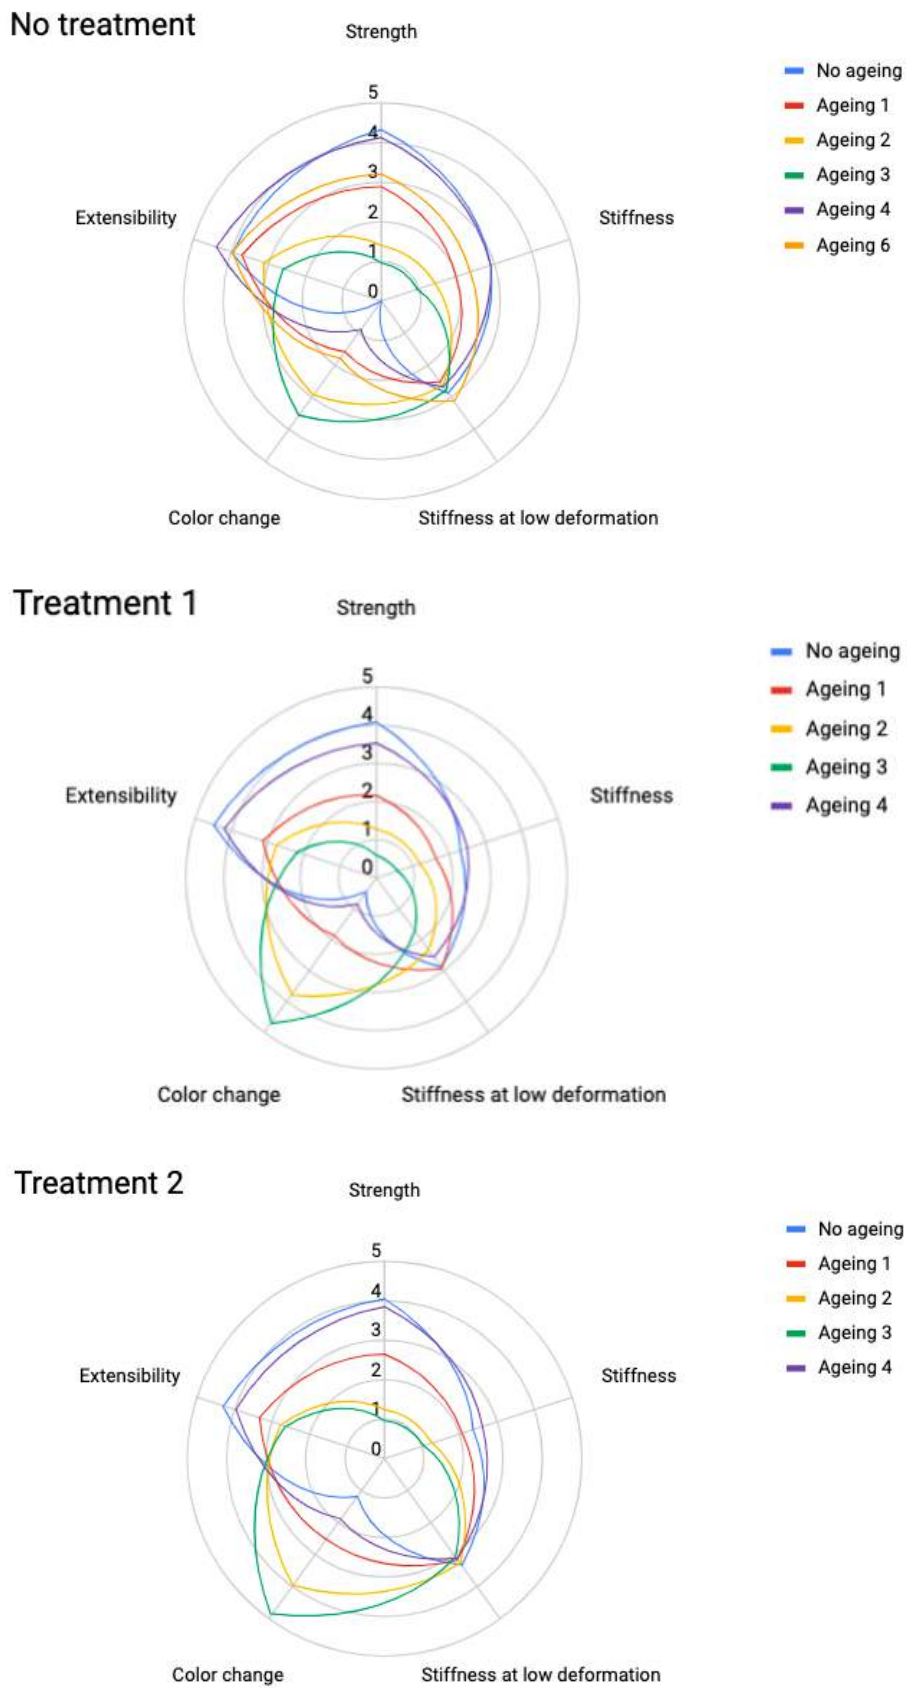 No treatment
Strength
No ageing
Ageing 1
Ageing 2
Ageing 3
Ageing 4
Ageing 6
5
4
3
2
1
0
Extensibility
Stiffness
Color change
Stiffness at low deformation
Treatment 1
Strength
No ageing
Ageing 1
Ageing 2
Ageing 3
Ageing 4
5
4
3
2
1
0
Extensibility
Stiffness
Color change
Stiffness at low deformation
Treatment 2
Strength
No ageing
Ageing 1
Ageing 2
Ageing 3
Ageing 4
5
4
3
2
1
0
Extensibility
Stiffness
Color change
Stiffness at low deformation